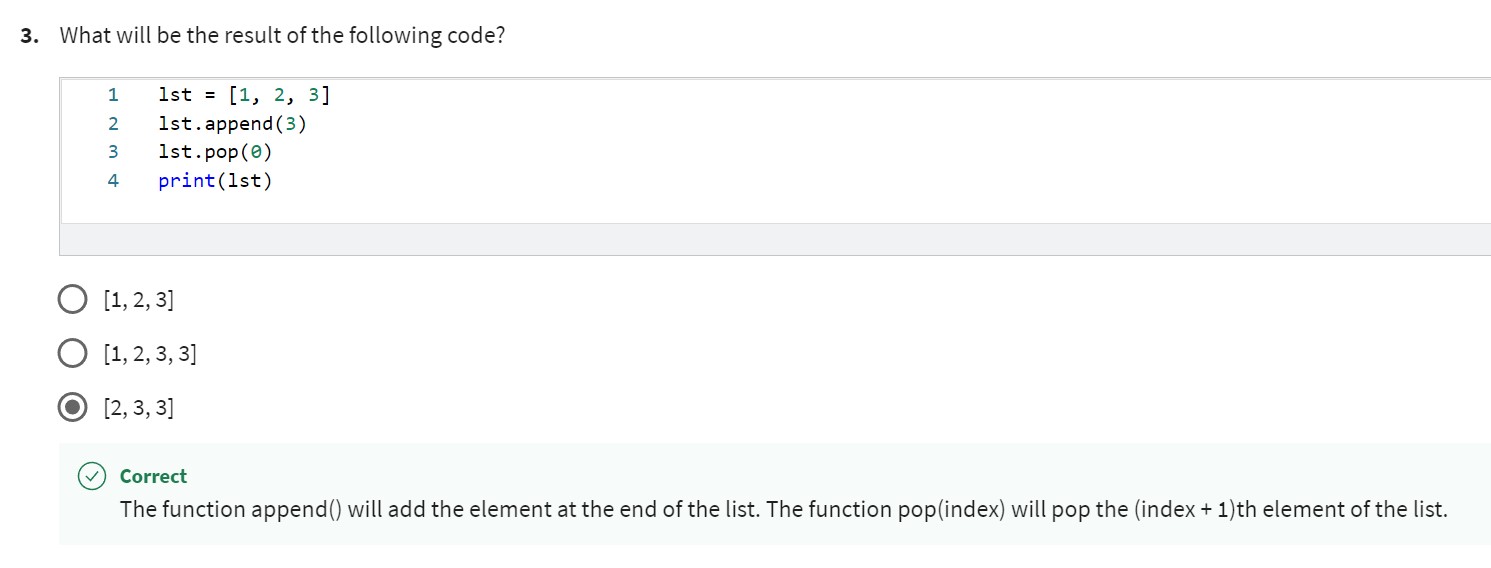 3. What will be the result of the following code?
1 lst = [1, 2, 3]
2 lst.append(3)
3 lst.pop(0)
4 print(lst)
[1, 2, 3]
[1, 2, 3, 3]
[2, 3, 3]
Correct
The function append() will add the element at the end of the list. The function pop(index) will pop the (index + 1)th element of the list.